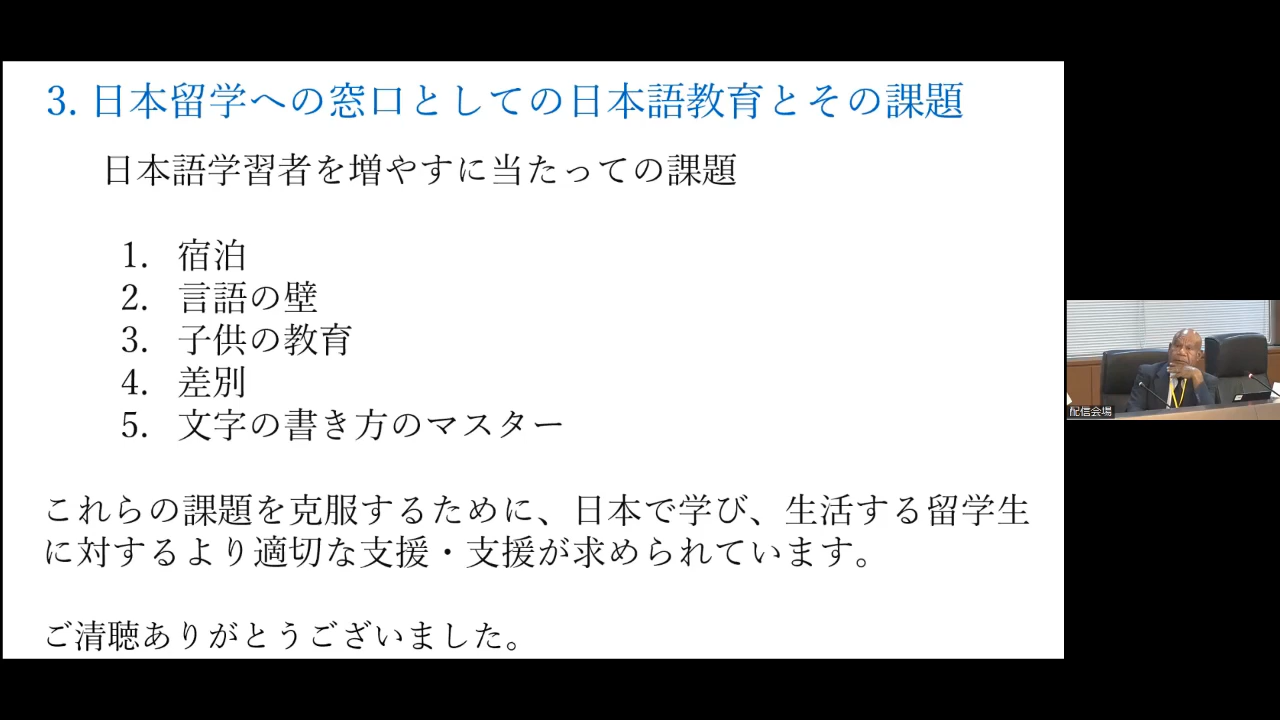 3. 日本留学への窓口としての日本語教育とその課題
日本語学習者を増やすに当たっての課題
1. 宿泊
2. 言語の壁
3. 子供の教育
4. 差別
5. 文字の書き方のマスター
これらの課題を克服するために、日本で学び、生活する留学生
に対するより適切な支援・支援が求められています。
ご清聴ありがとうございました。
配信会場